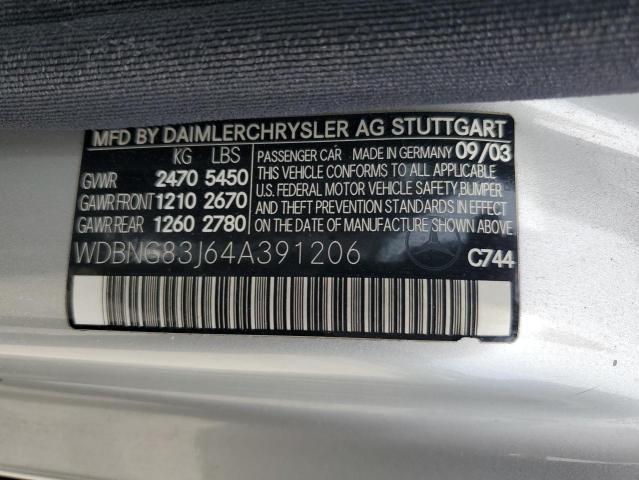 MFD BY DAIMLERCHRYSLER AG STUTTGART
KG LBS
GVWR 2470 5450
GAWR FRONT 1210 2670
GAWR REAR 1260 2780
PASSENGER CAR MADE IN GERMANY 09/03
THIS VEHICLE CONFORMS TO ALL APPLICABLE
U.S. FEDERAL MOTOR VEHICLE SAFETY, BUMPER
AND THEFT PREVENTION STANDARDS IN EFFECT
ON THE DATE OF MANUFACTURE SHOWN ABOVE
WDBNG83J64A391206
C744